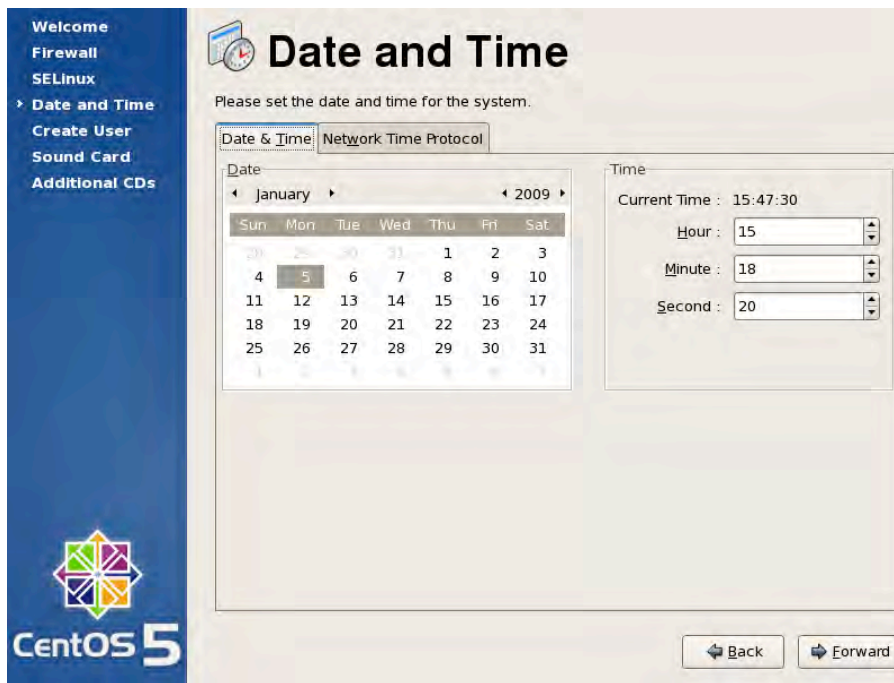 Welcome
Firewall
SELinux
Date and Time
Create User
Sound Card
Additional CDs
Date and Time
Please set the date and time for the system.
Date & Time Network Time Protocol
Date
January 2009
Sun Mon Tue Wed Thu Fri Sat
28 29 30 31 1 2 3
4 5 6 7 8 9 10
11 12 13 14 15 16 17
18 19 20 21 22 23 24
25 26 27 28 29 30 31
Time
Current Time : 15:47:30
Hour : 15
Minute : 18
Second : 20
CentOS 5
Back Forward